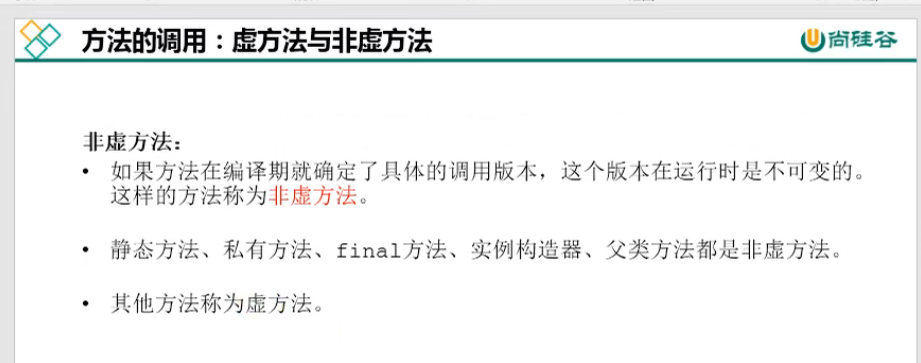 方法的调用：虚方法与非虚方法
尚硅谷
非虚方法：
• 如果方法在编译期就确定了具体的调用版本，这个版本在运行时是不可变的。
这样的方法称为非虚方法。
• 静态方法、私有方法、final方法、实例构造器、父类方法都是非虚方法。
• 其他方法称为虚方法。